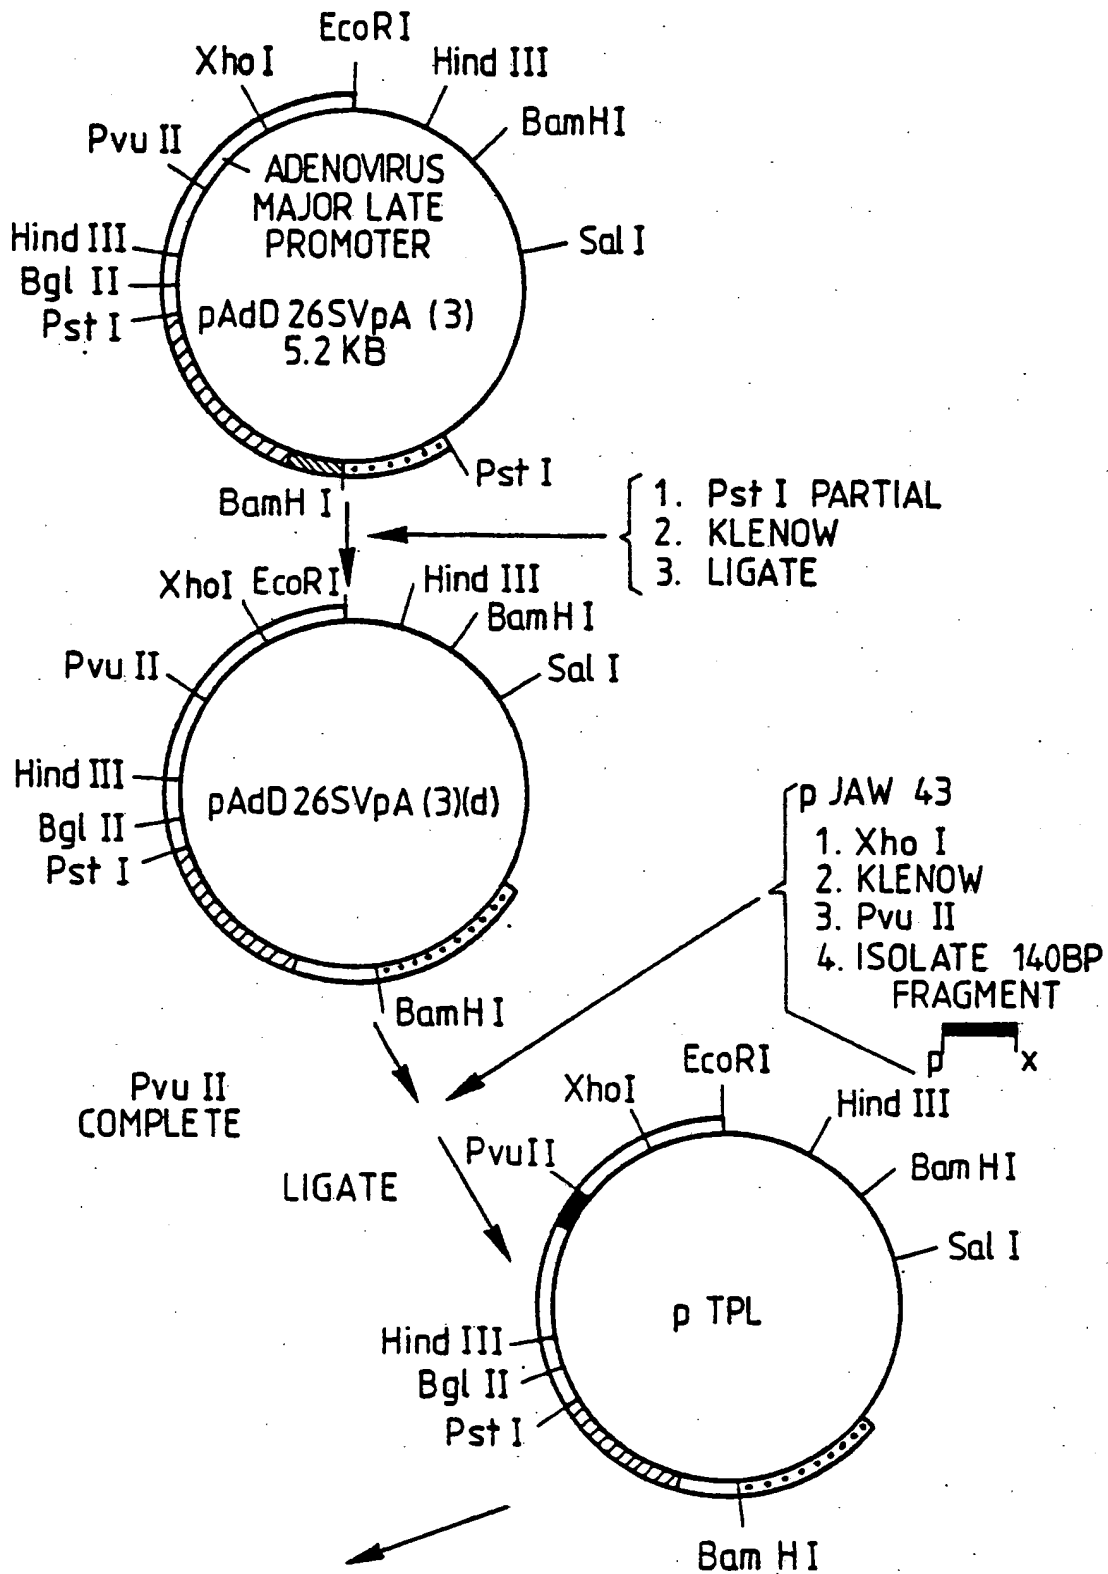 EcoRI
Xho I
Hind III
BamHI
Pvu II
ADENOVIRUS
MAJOR LATE
PROMOTER
Sal I
Hind III
Bgl II
Pst I
pAdD 26SVpA (3)
5.2 KB
Pst I
BamH I
1. Pst I PARTIAL
2. KLENOW
3. LIGATE
XhoI
EcoRI
Hind III
BamHI
Pvu II
Sal I
Hind III
pAdD 26SVpA (3)(d)
Bgl II
Pst I
BamHI
p JAW 43
1. Xho I
2. KLENOW
3. Pvu II
4. ISOLATE 140BP
FRAGMENT
p
x
Pvu II
COMPLETE
LIGATE
EcoRI
XhoI
Hind III
PvuII
Bam HI
Sal I
p TPL
Hind III
Bgl II
Pst I
Bam HI